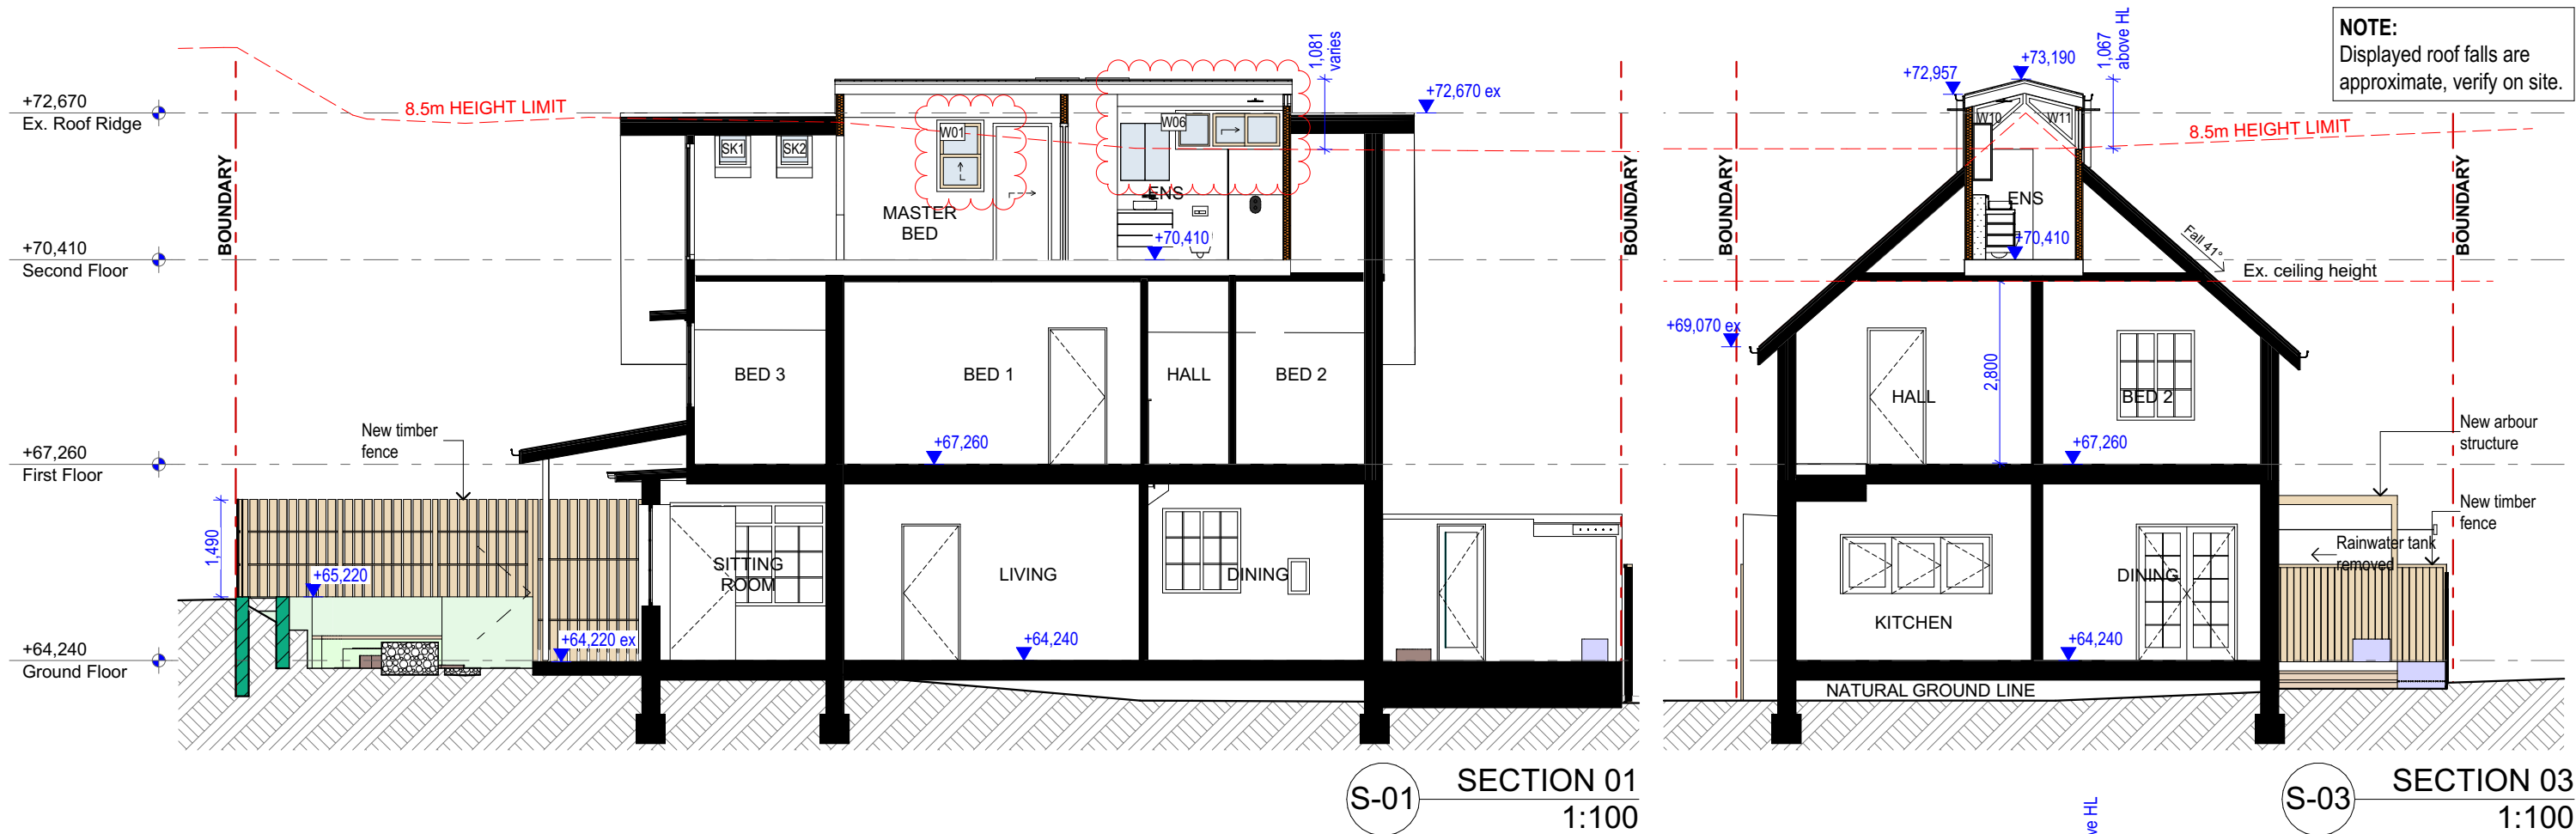 +72,670
Ex. Roof Ridge
+70,410
Second Floor
+67,260
First Floor
+64,240
Ground Floor
BOUNDARY
8.5m HEIGHT LIMIT
1,081
varies
+72,670 ex
SK1
SK2
W01
W06
MASTER
BED
ENS
+70,410
BED 3
BED 1
HALL
BED 2
+67,260
New timber
fence
1,490
+65,220
+64,220 ex
SITTING
ROOM
LIVING
DINING
+64,240
BOUNDARY
S-01
SECTION 01
1:100
BOUNDARY
+72,957
+73,190
1,067
above HL
NOTE:
Displayed roof falls are
approximate, verify on site.
W10
W11
8.5m HEIGHT LIMIT
ENS
+70,410
Fall 41°
Ex. ceiling height
BOUNDARY
+69,070 ex
2,800
HALL
BED 2
+67,260
New arbour
structure
New timber
fence
Rainwater tank
removed
KITCHEN
DINING
+64,240
NATURAL GROUND LINE
S-03
SECTION 03
1:100